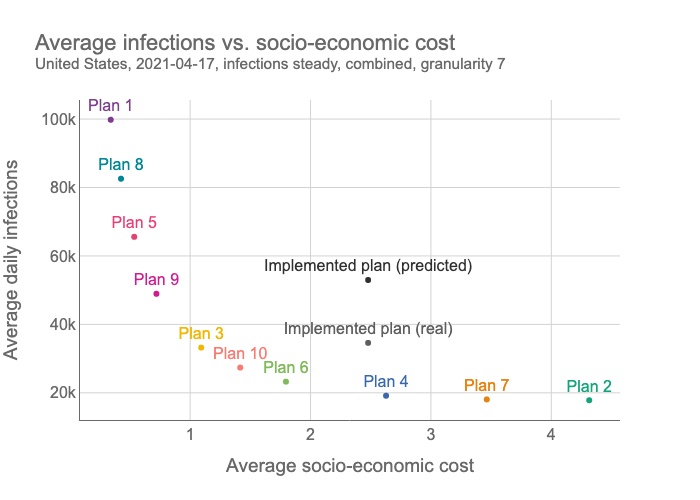 Average infections vs. socio-economic cost
United States, 2021-04-17, infections steady, combined, granularity 7
Average daily infections
100k
80k
60k
40k
20k
Plan 1
Plan 8
Plan 5
Implemented plan (predicted)
Plan 9
Implemented plan (real)
Plan 3
Plan 10
Plan 6
Plan 4
Plan 7
Plan 2
1
2
3
4
Average socio-economic cost